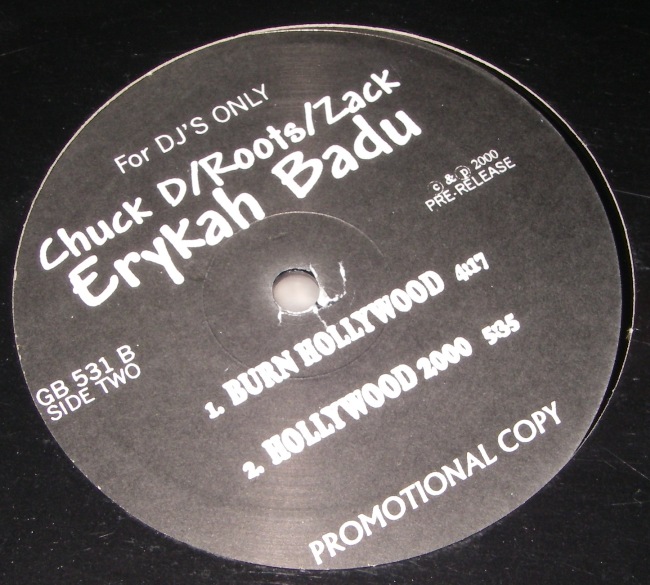 For DJ'S ONLY
Chuck D/Roots/Zack
Erykah Badu
© & ℗ 2000
PRE-RELEASE
GB 531 B
SIDE TWO
1. BURN HOLLYWOOD 4:17
2. HOLLYWOOD 2000 5:35
PROMOTIONAL COPY